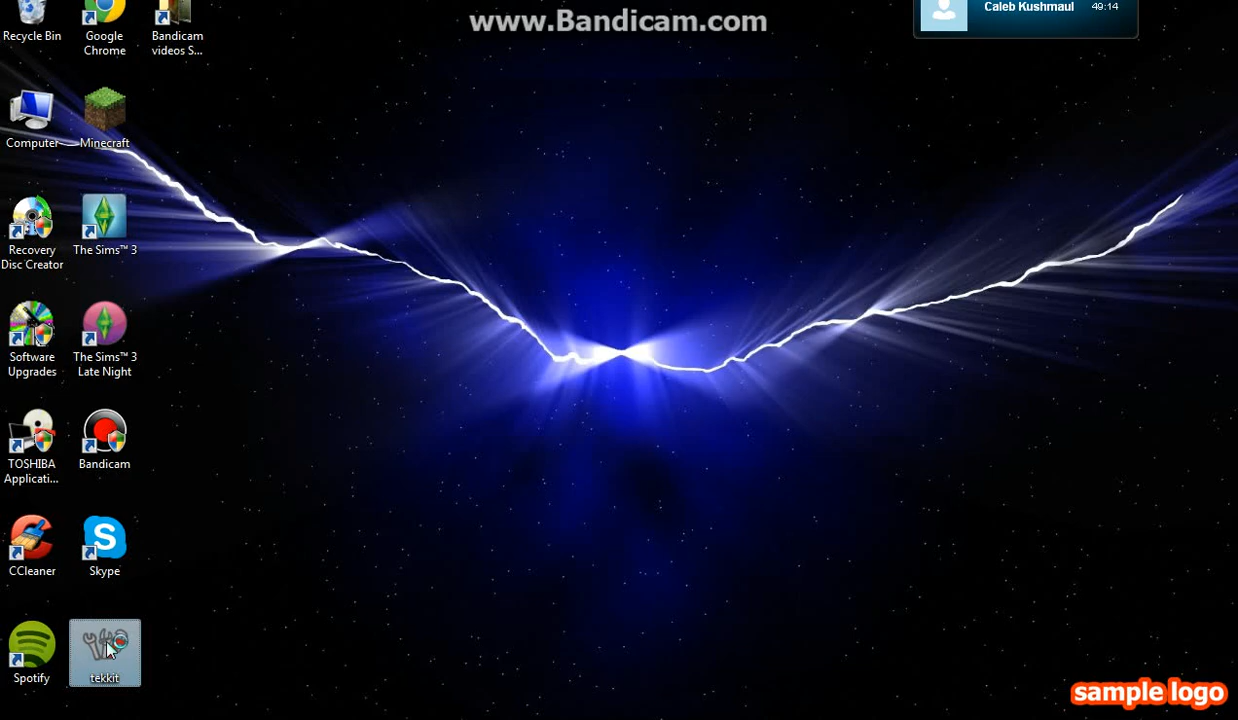 www.Bandicam.com
Caleb Kushmaul 49:14
Recycle Bin
Google
Chrome
Bandicam
videos S...
Computer
Minecraft
Recovery
Disc Creator
The Sims™ 3
Software
Upgrades
The Sims™ 3
Late Night
TOSHIBA
Applicati...
Bandicam
CCleaner
Skype
Spotify
tekkit
sample logo